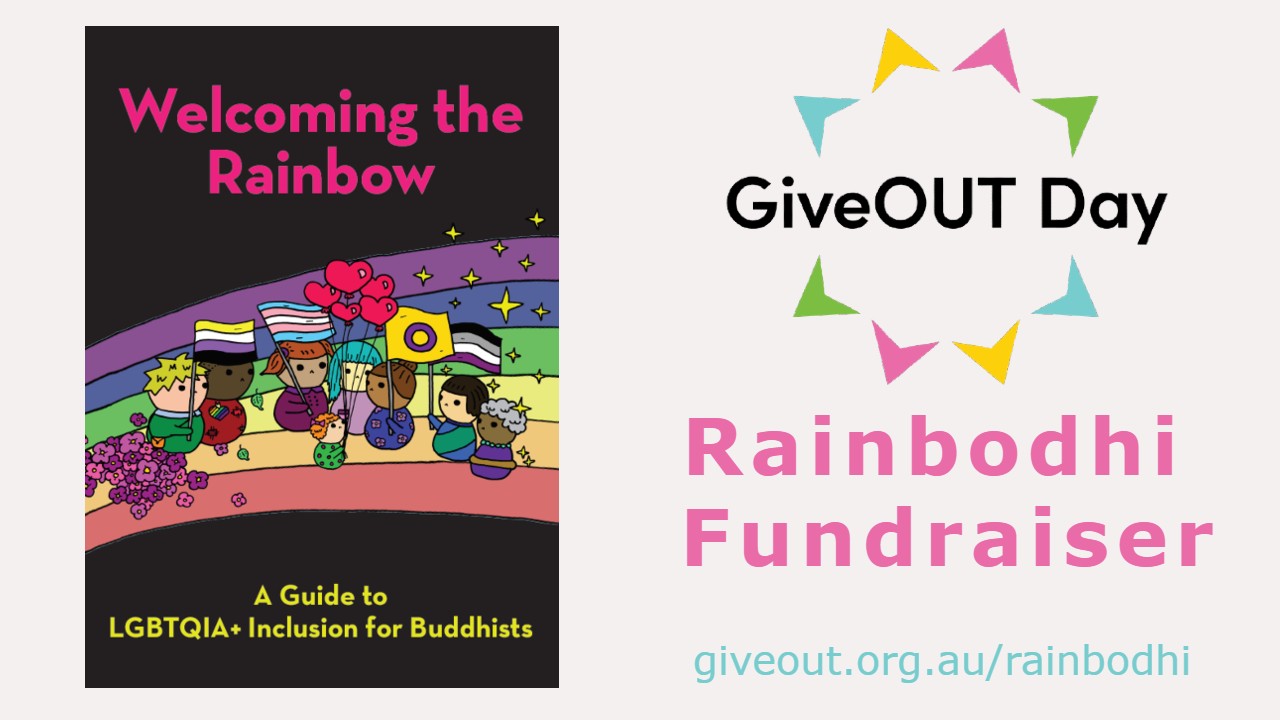 Welcoming the
Rainbow
A Guide to
LGBTQIA+ Inclusion for Buddhists
GiveOUT Day
Rainbodhi
Fundraiser
giveout.org.au/rainbodhi